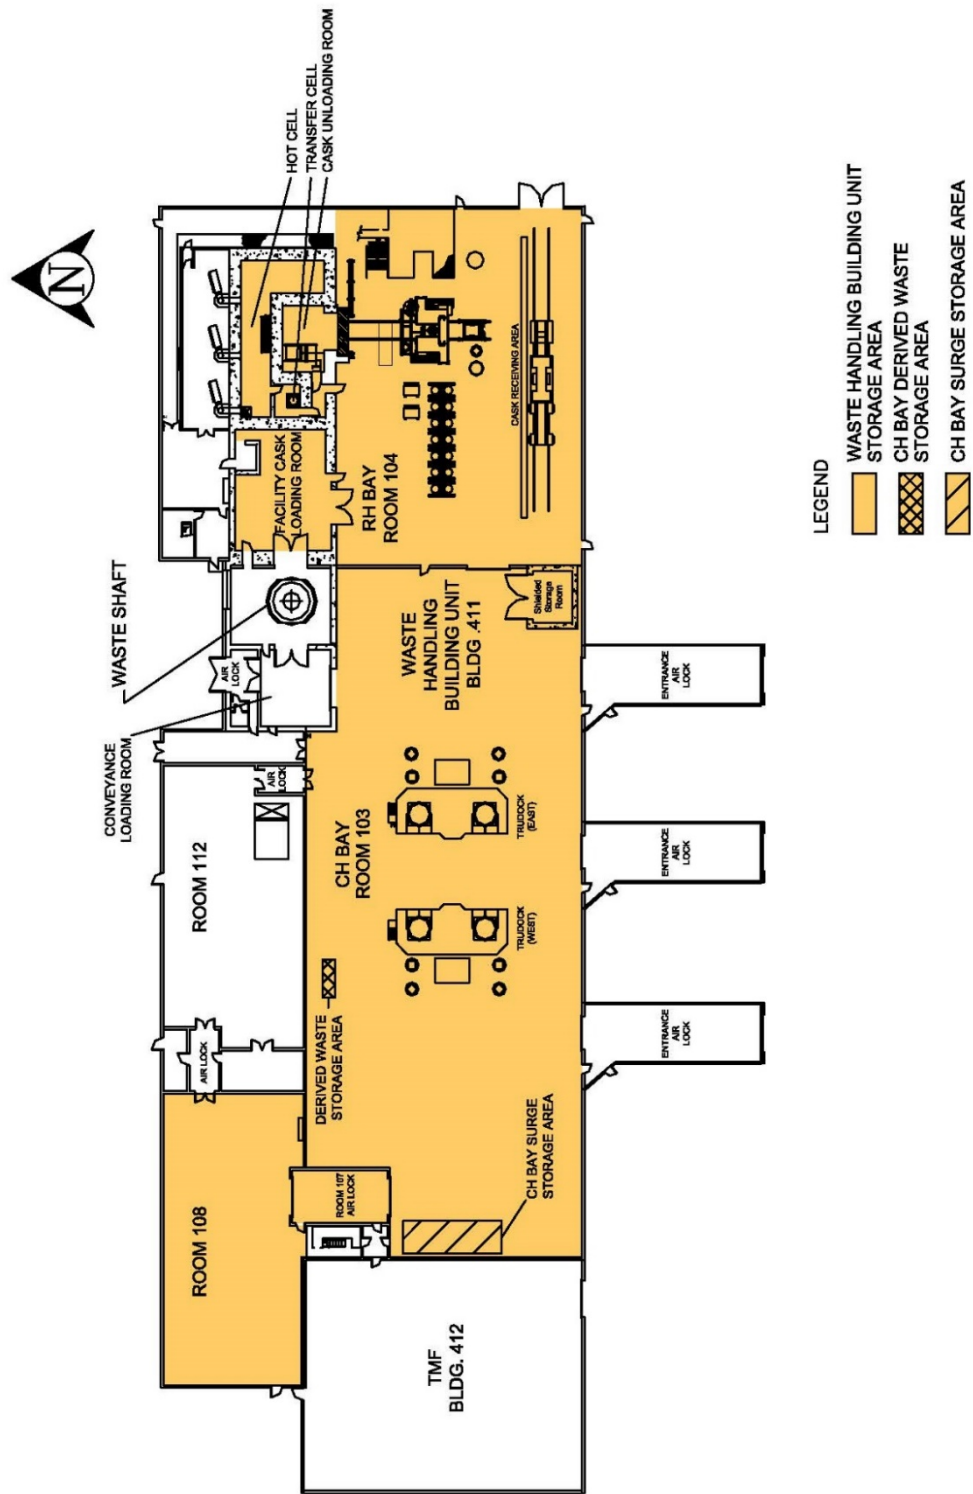 N
HOT CELL
TRANSFER CELL
CASK UNLOADING ROOM
FACILITY CASK
LOADING ROOM
RH BAY
ROOM 104
CASK RECEIVING AREA
WASTE SHAFT
CONVEYANCE
LOADING ROOM
AIR
LOCK
AIR
LOCK
WASTE
HANDLING
BUILDING UNIT
BLDG .411
Shielded
Storage
Room
ROOM 112
CH BAY
ROOM 103
TRUDOCK
(EAST)
TRUDOCK
(WEST)
ENTRANCE
AIR
LOCK
ENTRANCE
AIR
LOCK
ENTRANCE
AIR
LOCK
AIR LOCK
DERIVED WASTE
STORAGE AREA
ROOM 108
ROOM 107
AIR LOCK
CH BAY SURGE
STORAGE AREA
TMF
BLDG. 412
LEGEND
WASTE HANDLING BUILDING UNIT
STORAGE AREA
CH BAY DERIVED WASTE
STORAGE AREA
CH BAY SURGE STORAGE AREA